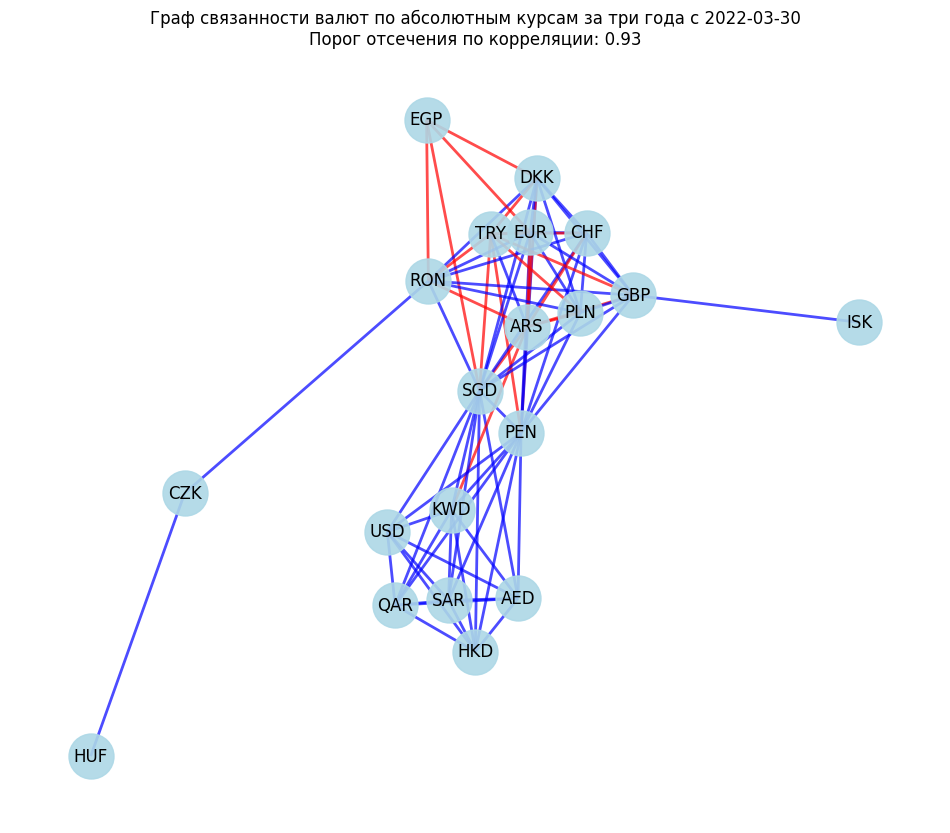 Граф связанности валют по абсолютным курсам за три года с 2022-03-30
Порог отсечения по корреляции: 0.93
EGP
DKK
TRY
EUR
CHF
RON
GBP
PLN
ARS
ISK
SGD
PEN
CZK
KWD
USD
QAR
SAR
AED
HKD
HUF